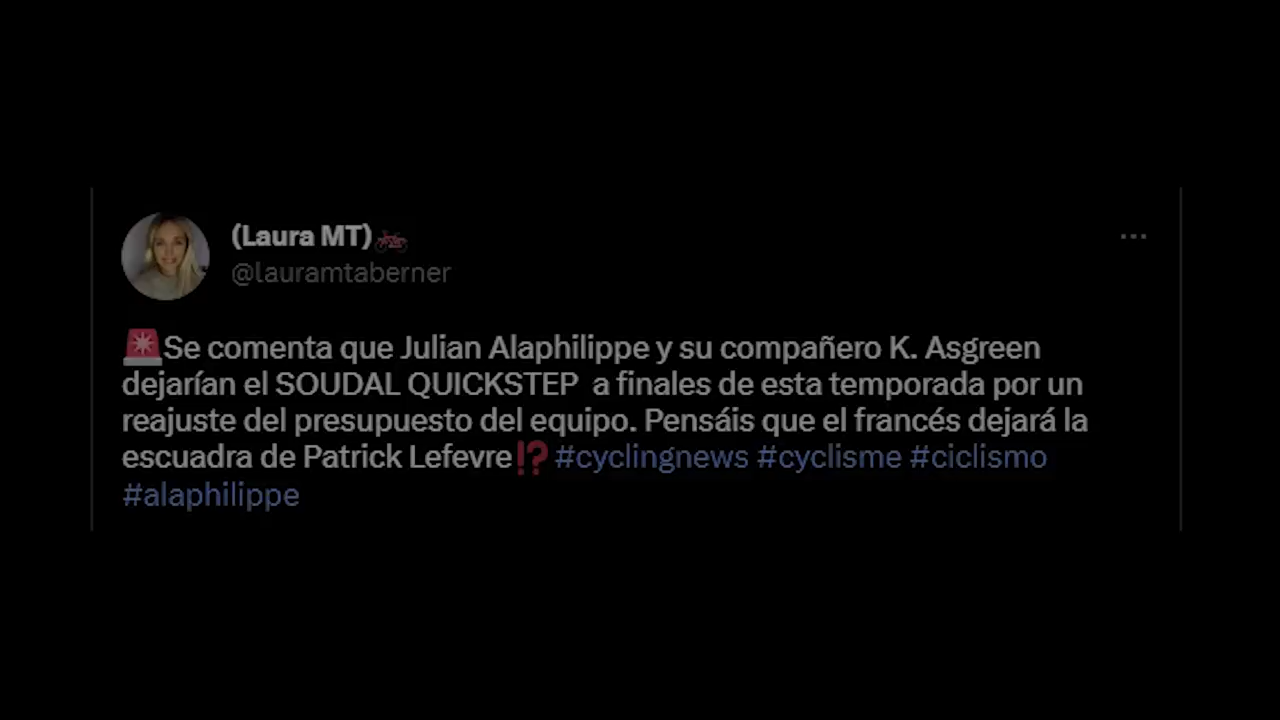 (Laura MT)🚲
@lauramtaberner
🚨Se comenta que Julian Alaphilippe y su compañero K. Asgreen
dejarían el SOUDAL QUICKSTEP a finales de esta temporada por un
reajuste del presupuesto del equipo. Pensáis que el francés dejará la
escuadra de Patrick Lefevre⁉️ #cyclingnews #cyclisme #ciclismo
#alaphilippe